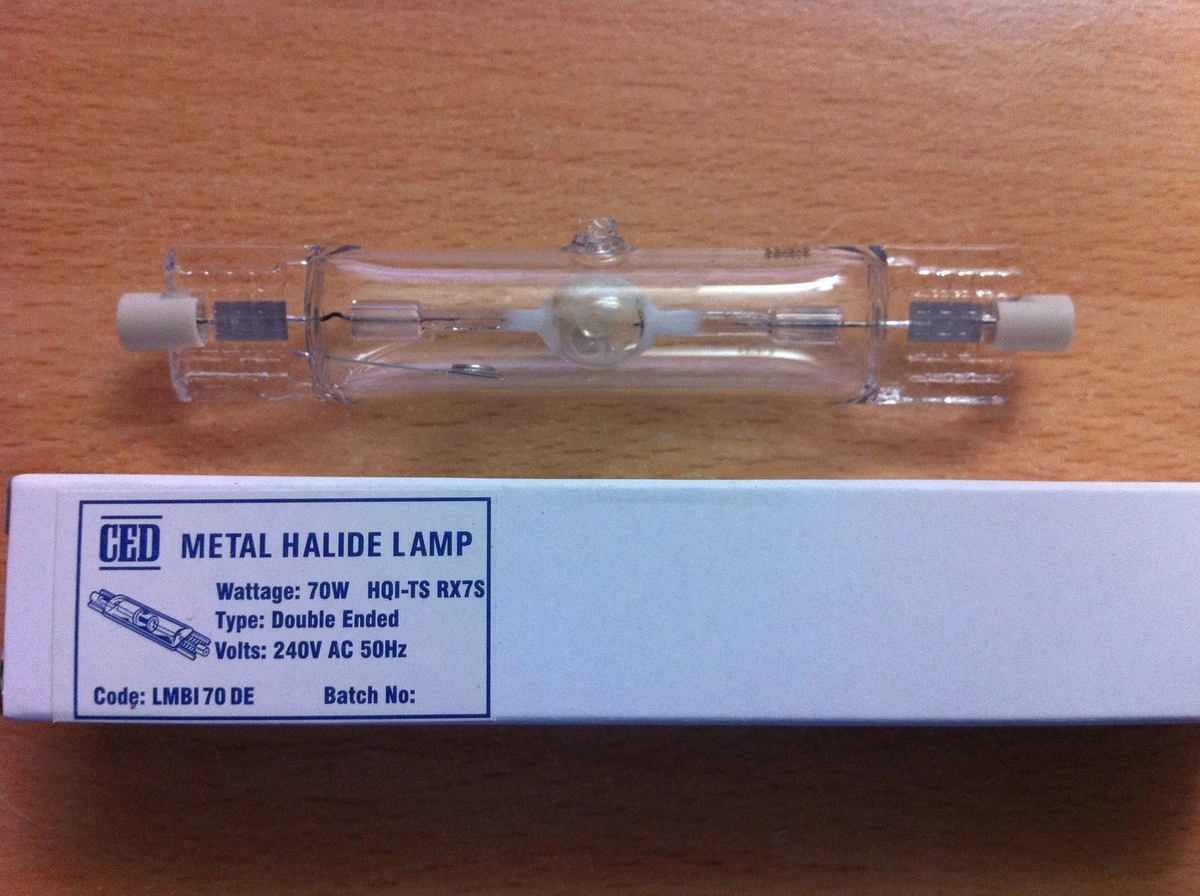 CED METAL HALIDE LAMP
Wattage: 70W HQI-TS RX7S
Type: Double Ended
Volts: 240V AC 50Hz
Code: LMBI 70 DE Batch No: